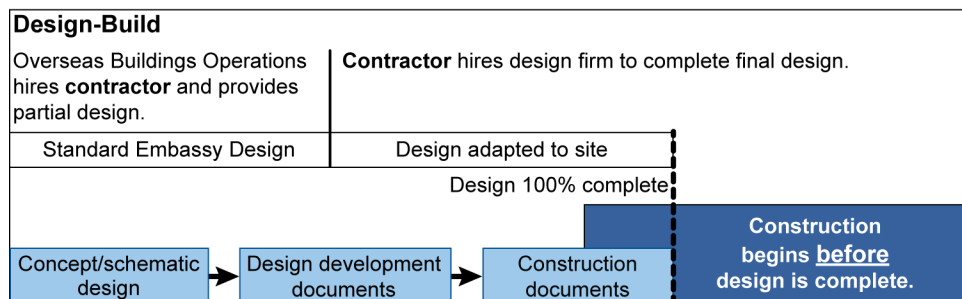 Design-Build
Overseas Buildings Operations
hires contractor and provides
partial design.
Contractor hires design firm to complete final design.
Standard Embassy Design
Design adapted to site
Design 100% complete
Concept/schematic
design
Design development
documents
Construction
documents
Construction
begins before
design is complete.